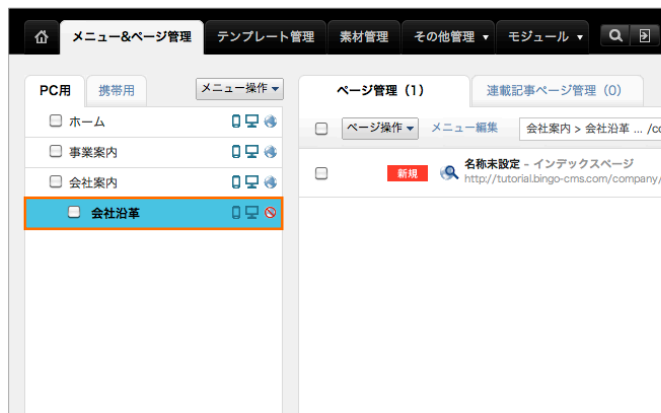 メニュー&ページ管理 テンプレート管理 素材管理 その他管理 ▼ モジュール ▼
PC用 携帯用 メニュー操作 ▼
ページ管理 (1) 連載記事ページ管理 (0)
ホーム
ページ操作 ▼ メニュー編集 会社案内 > 会社沿革 ... /co
事業案内
会社案内
新規 名称未設定 - インデックスページ
http://tutorial.bingo-cms.com/company/
会社沿革